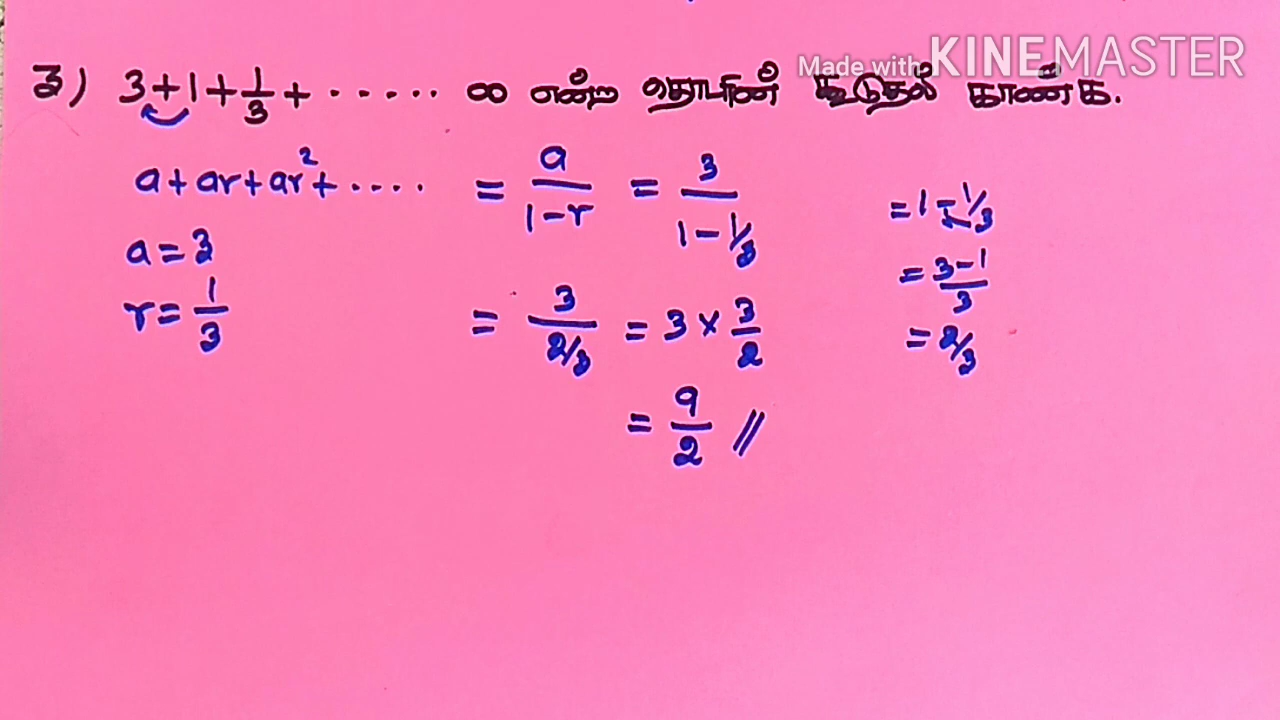 Made with KINEMASTER
3) 3+1+1/3+...... ∞ என்ற தொடரின் கூடுதல் காண்க.
a+ar+ar²+.... = a/(1-r) = 3/(1-1/3)
= 1-1/3
a=3
= (3-1)/3
r=1/3
= 3/(2/3) = 3×3/2
= 2/3
= 9/2 //